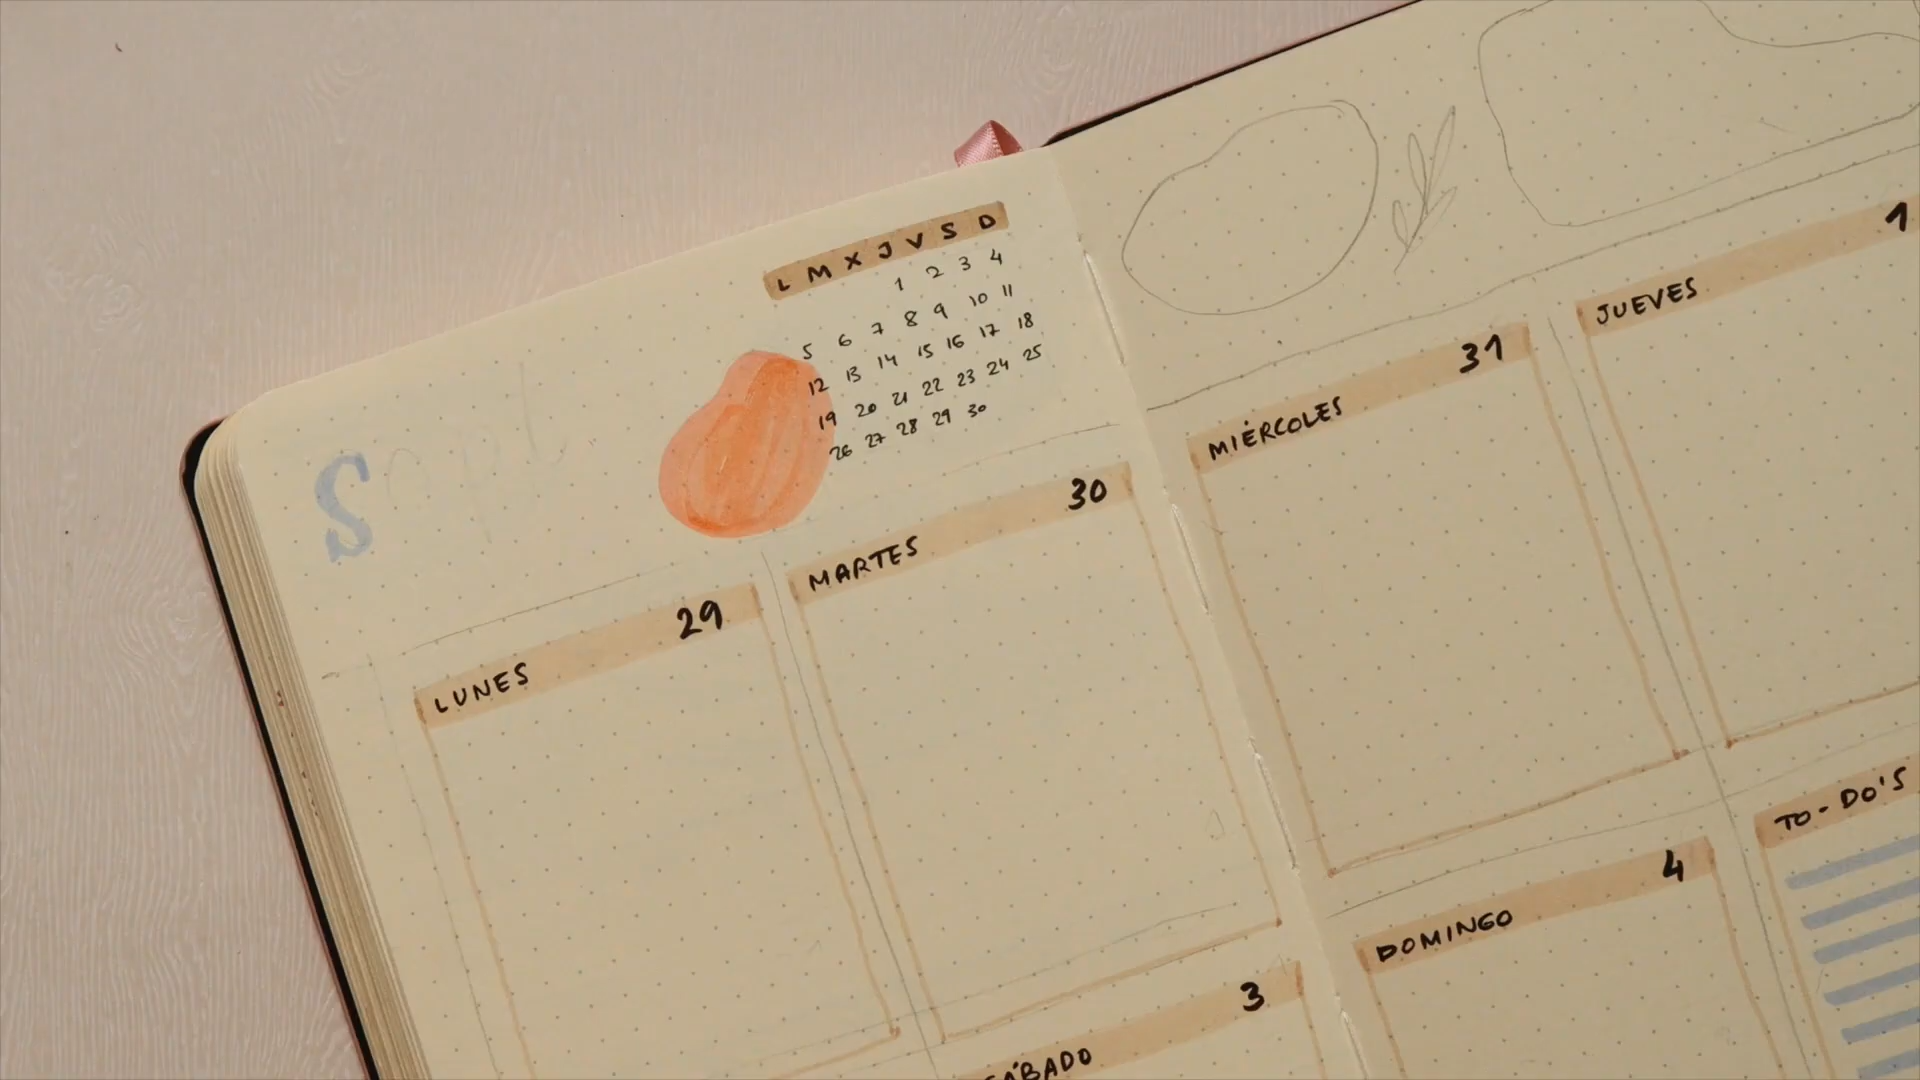 L M X J V S D
1 2 3 4
5 6 7 8 9 10 11
12 13 14 15 16 17 18
19 20 21 22 23 24 25
26 27 28 29 30
Sept
LUNES 29
MARTES 30
MIÉRCOLES 31
JUEVES 1
SÁBADO 3
DOMINGO 4
TO-DO'S